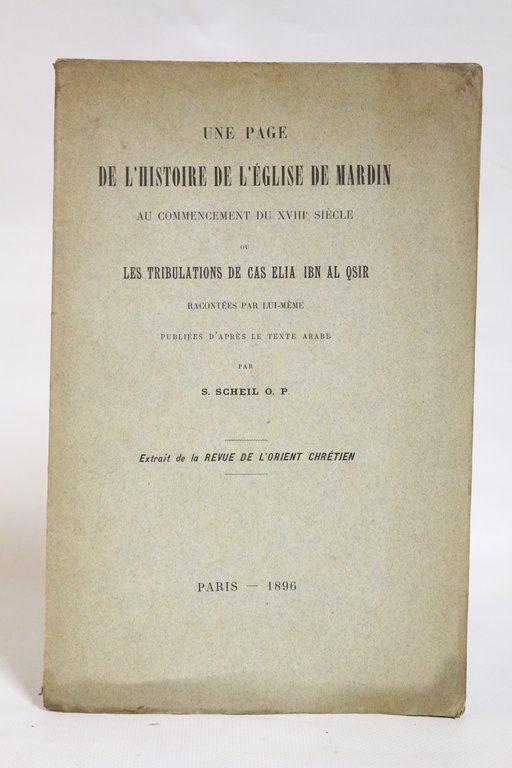 UNE PAGE
DE L'HISTOIRE DE L'ÉGLISE DE MARDIN
AU COMMENCEMENT DU XVIIIᵉ SIÈCLE
OU
LES TRIBULATIONS DE CAS ELIA IBN AL QSIR
RACONTÉES PAR LUI-MÊME
PUBLIÉES D'APRÈS LE TEXTE ARABE
PAR
S. SCHEIL O. P.
Extrait de la REVUE DE L'ORIENT CHRÉTIEN
PARIS — 1896